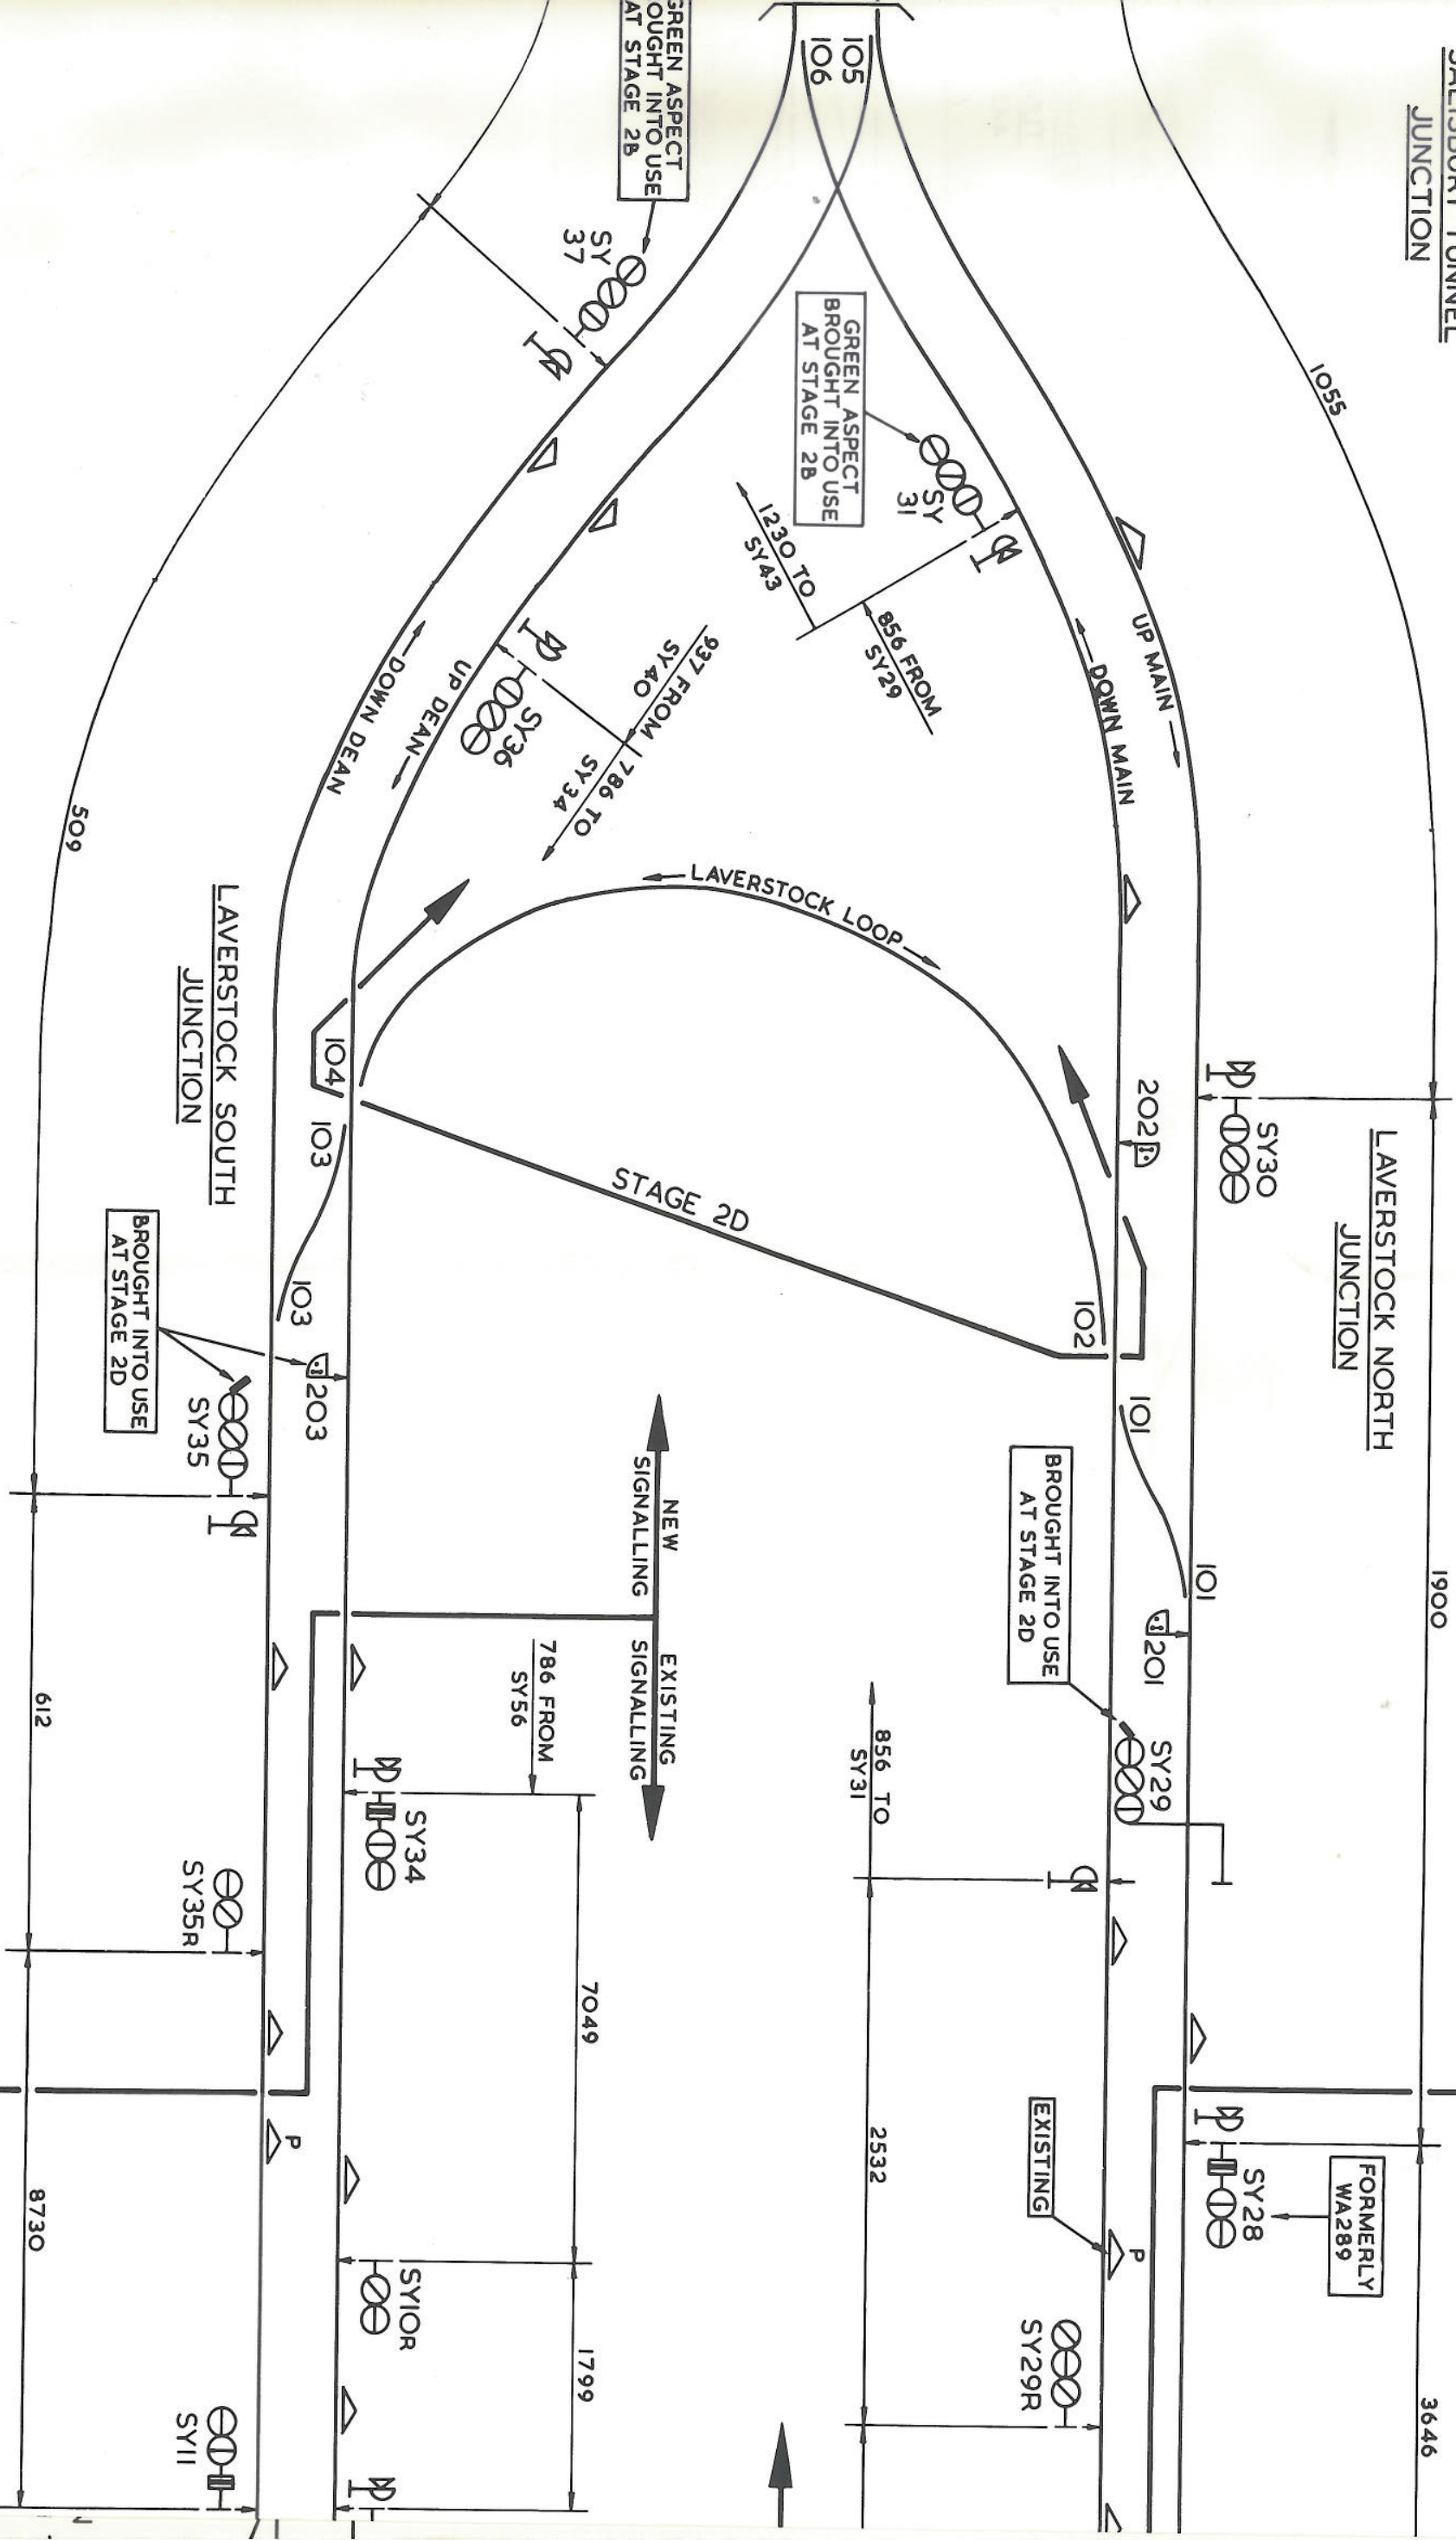 JUNCTION
1055
1900
3646
LAVERSTOCK NORTH
JUNCTION
SY30
FORMERLY
WA289
SY28
UP MAIN
DOWN MAIN
202
101
101
201
SY29
102
BROUGHT INTO USE
AT STAGE 2D
EXISTING
P
SY29R
105
106
GREEN ASPECT
BROUGHT INTO USE
AT STAGE 2B
SY
31
856 FROM
SY29
1230 TO
SY43
LAVERSTOCK LOOP
856 TO
SY31
2532
STAGE 2D
NEW
SIGNALLING
EXISTING
SIGNALLING
937 FROM
SY40
786 TO
SY34
786 FROM
SY56
7049
1799
GREEN ASPECT
OUGHT INTO USE
AT STAGE 2B
SY
37
SY36
UP DEAN
DOWN DEAN
104
103
103
203
SY34
SY10R
P
LAVERSTOCK SOUTH
JUNCTION
BROUGHT INTO USE
AT STAGE 2D
SY35
SY35R
SY11
509
612
8730